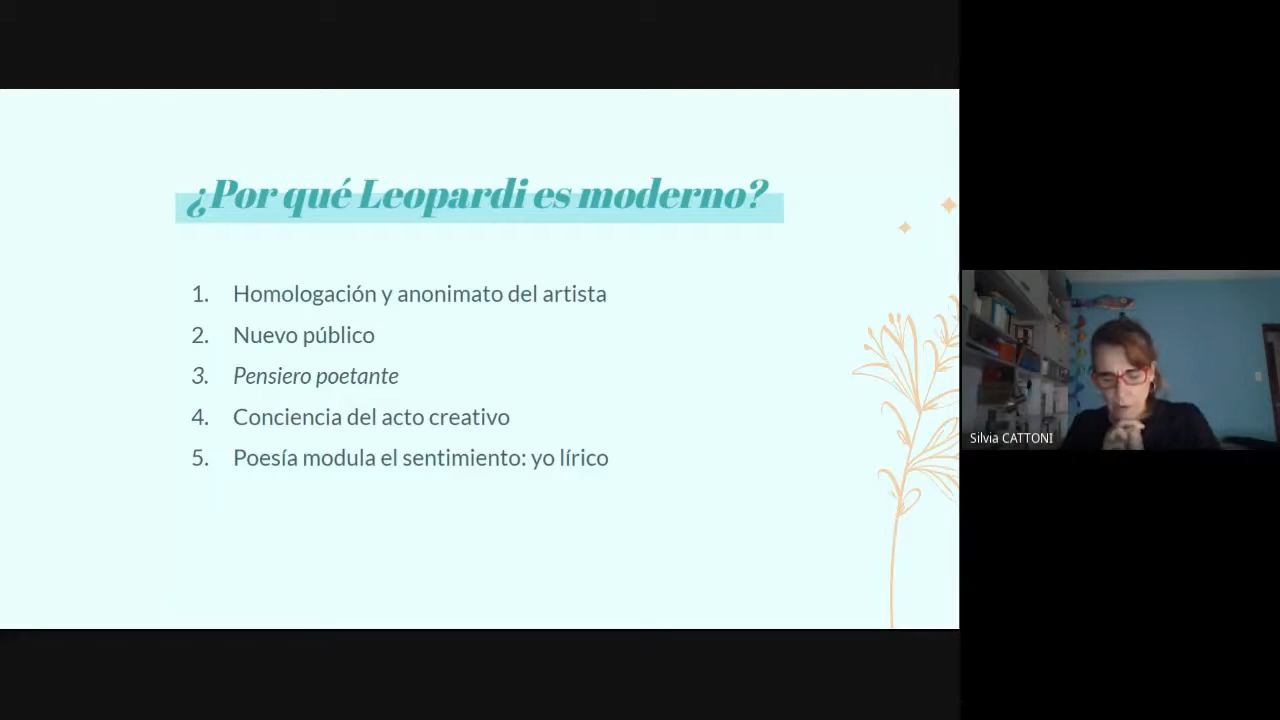 ¿Por qué Leopardi es moderno?
1. Homologación y anonimato del artista
2. Nuevo público
3. Pensiero poetante
4. Conciencia del acto creativo
5. Poesía modula el sentimiento: yo lírico
Silvia CATTONI